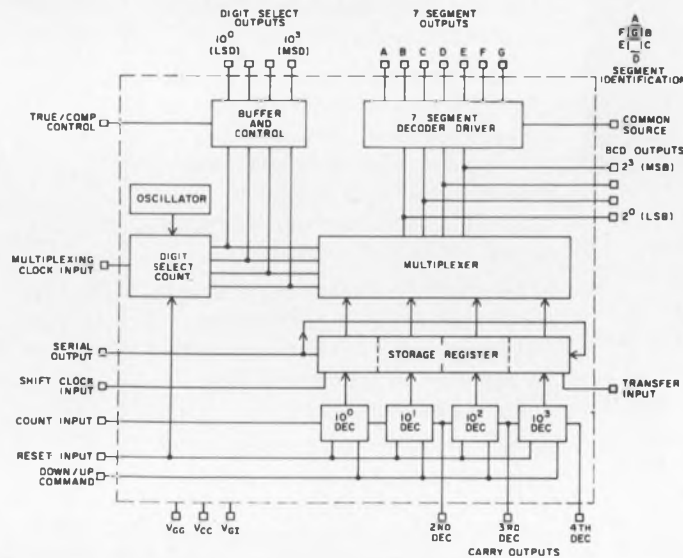 DIGIT SELECT
OUTPUTS
10⁰
(LSD)
10³
(MSD)
7 SEGMENT
OUTPUTS
A B C D E F G
A
F G B
E C
D
SEGMENT
IDENTIFICATION
TRUE/COMP
CONTROL
BUFFER
AND
CONTROL
7 SEGMENT
DECODER DRIVER
COMMON
SOURCE
BCD OUTPUTS
2³ (MSB)
2⁰ (LSB)
OSCILLATOR
MULTIPLEXING
CLOCK INPUT
DIGIT
SELECT
COUNT
MULTIPLEXER
SERIAL
OUTPUT
STORAGE REGISTER
SHIFT CLOCK
INPUT
TRANSFER
INPUT
COUNT INPUT
10⁰
DEC
10¹
DEC
10²
DEC
10³
DEC
RESET INPUT
DOWN/UP
COMMAND
VGG VCC VGI
2ND
DEC
3RD
DEC
4TH
DEC
CARRY OUTPUTS